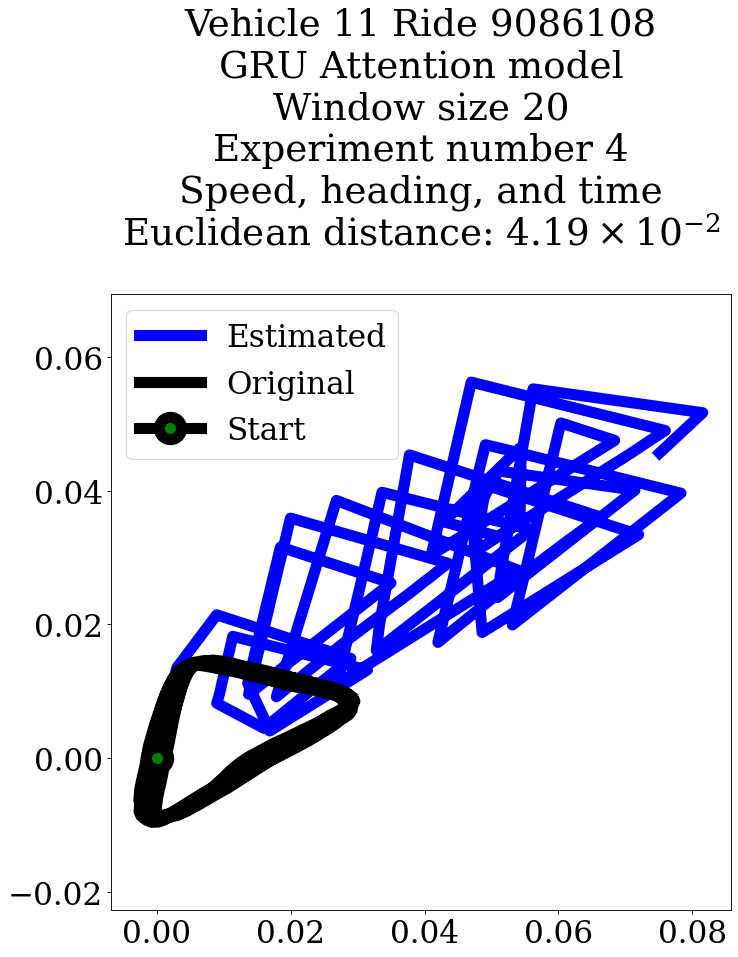 Vehicle 11 Ride 9086108
GRU Attention model
Window size 20
Experiment number 4
Speed, heading, and time
Euclidean distance: 4.19 × 10⁻²
Estimated
Original
Start
0.06
0.04
0.02
0.00
−0.02
0.00 0.02 0.04 0.06 0.08